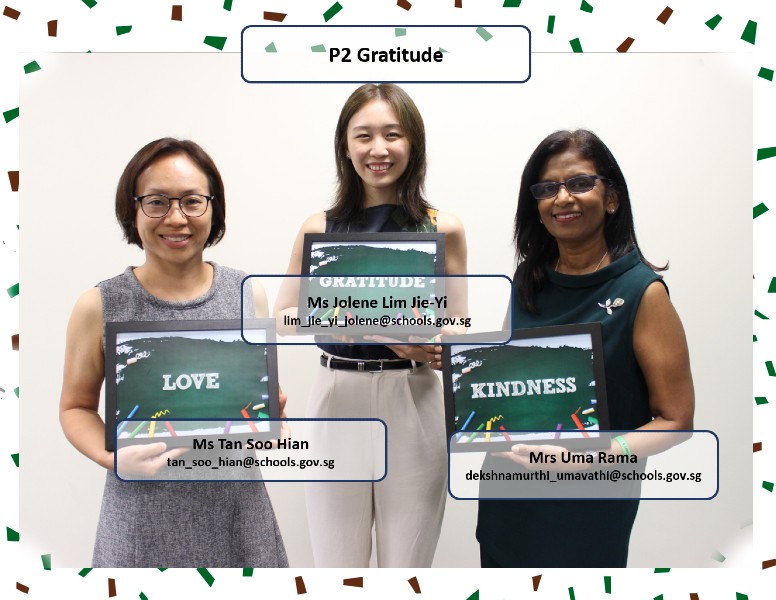 P2 Gratitude
GRATITUDE
Ms Jolene Lim Jie-Yi
lim_jie_yi_jolene@schools.gov.sg
LOVE
KINDNESS
Ms Tan Soo Hian
tan_soo_hian@schools.gov.sg
Mrs Uma Rama
dekshnamurthi_umavathi@schools.gov.sg